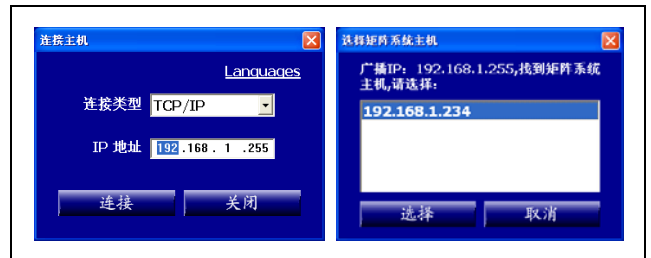 连接主机
Languages
连接类型 TCP/IP
IP 地址 192.168. 1 .255
连接 关闭
选择矩阵系统主机
广播IP: 192.168.1.255,找到矩阵系统
主机,请选择:
192.168.1.234
选择 取消